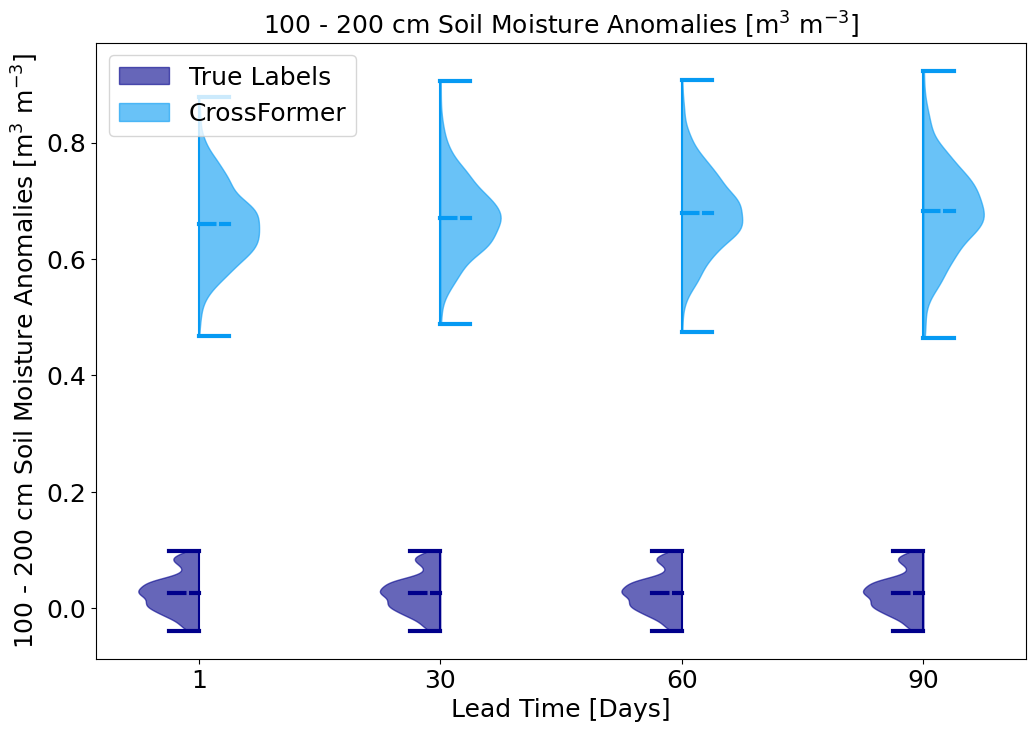 100 - 200 cm Soil Moisture Anomalies [m³ m⁻³]
True Labels
CrossFormer
100 - 200 cm Soil Moisture Anomalies [m³ m⁻³]
0.8
0.6
0.4
0.2
0.0
1 30 60 90
Lead Time [Days]